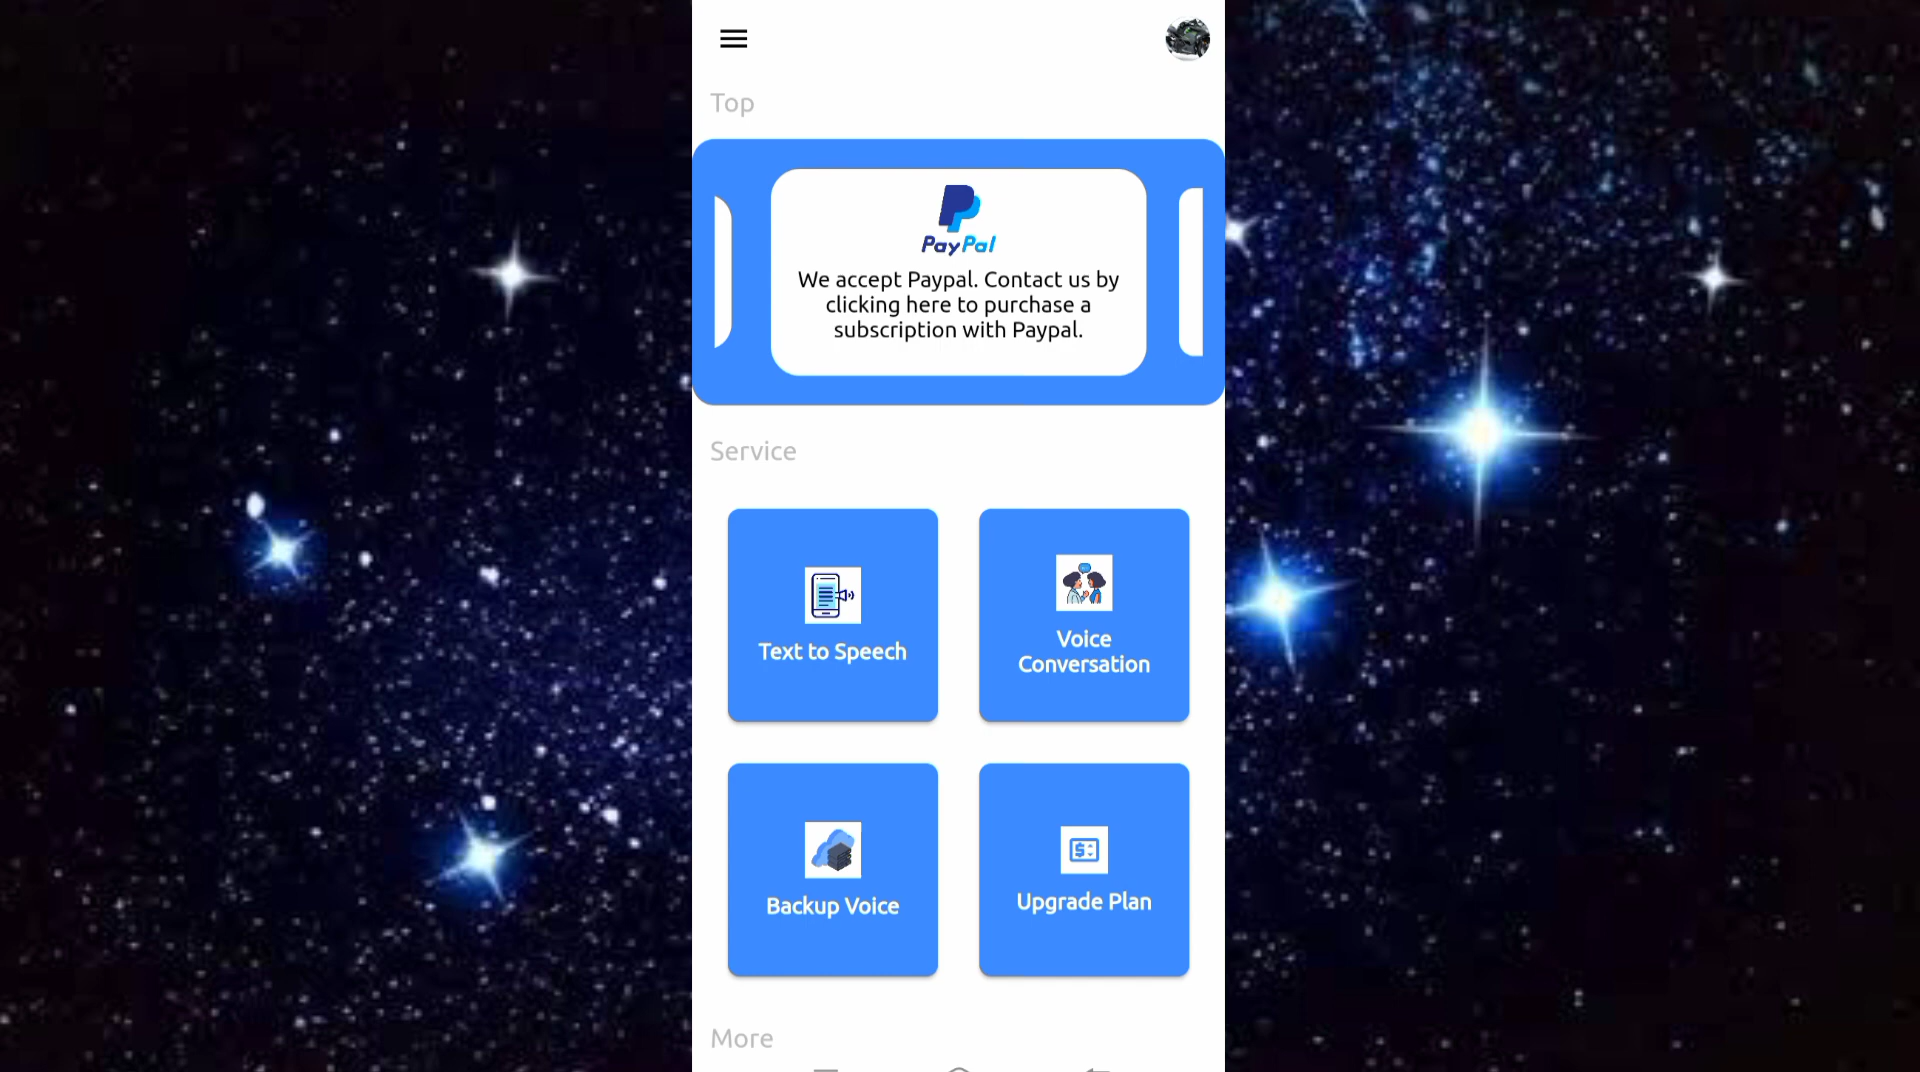 Top
PayPal
We accept Paypal. Contact us by
clicking here to purchase a
subscription with Paypal.
Service
Text to Speech
Voice
Conversation
Backup Voice
Upgrade Plan
More